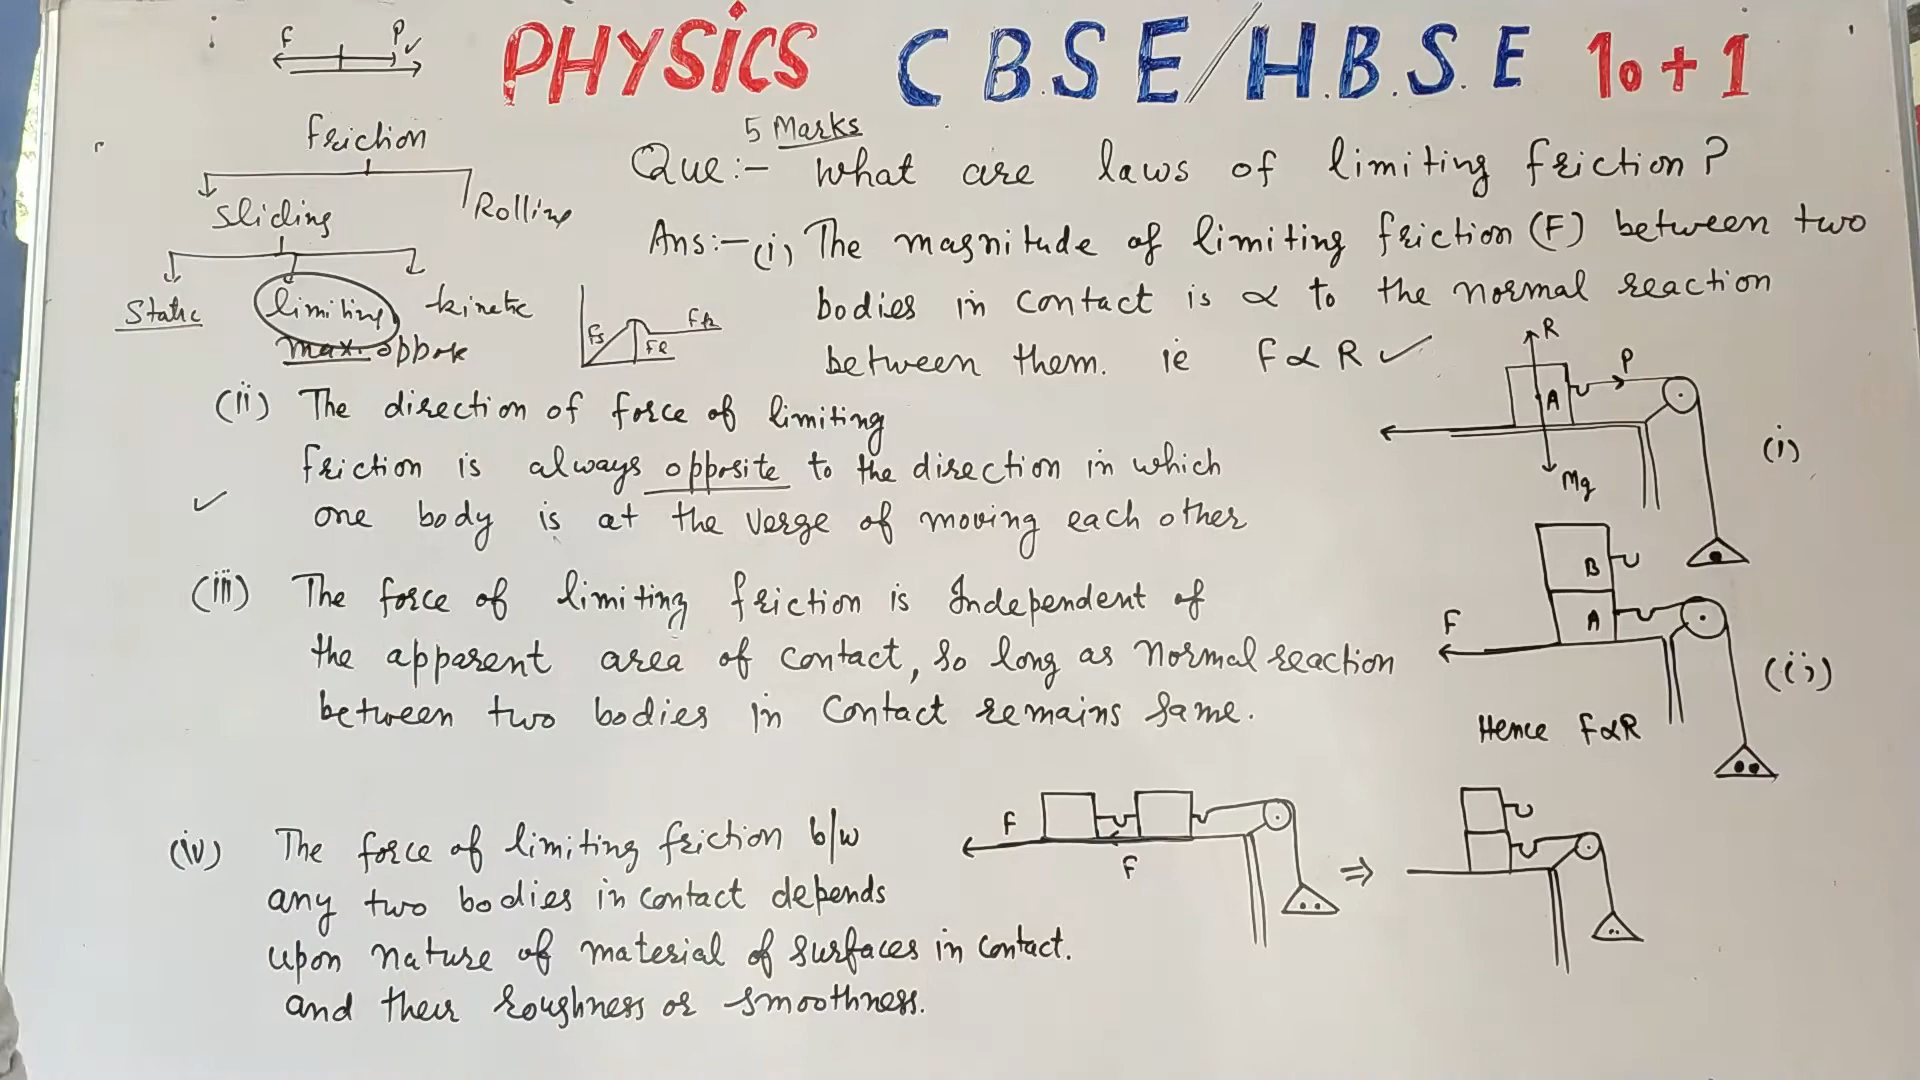 PHYSICS CBSE/H.B.S.E 10+1
F P
Friction
Sliding Rolling
Static limiting kinetic
max. oppose
Fs Fl Fk
5 Marks
Que:- What are laws of limiting friction?
Ans:- (i) The magnitude of limiting friction (F) between two
bodies in contact is ∝ to the normal reaction
between them. ie F ∝ R ✓
R
P
A
Mg
(i)
(ii) The direction of force of limiting
friction is always opposite to the direction in which
one body is at the verge of moving each other
B
A
F
(ii)
Hence F∝R
(iii) The force of limiting friction is Independent of
the apparent area of contact, so long as normal reaction
between two bodies in contact remains same.
(iv) The force of limiting friction b/w
any two bodies in contact depends
upon nature of material of surfaces in contact.
and their roughness or smoothness.
F
F
⇒